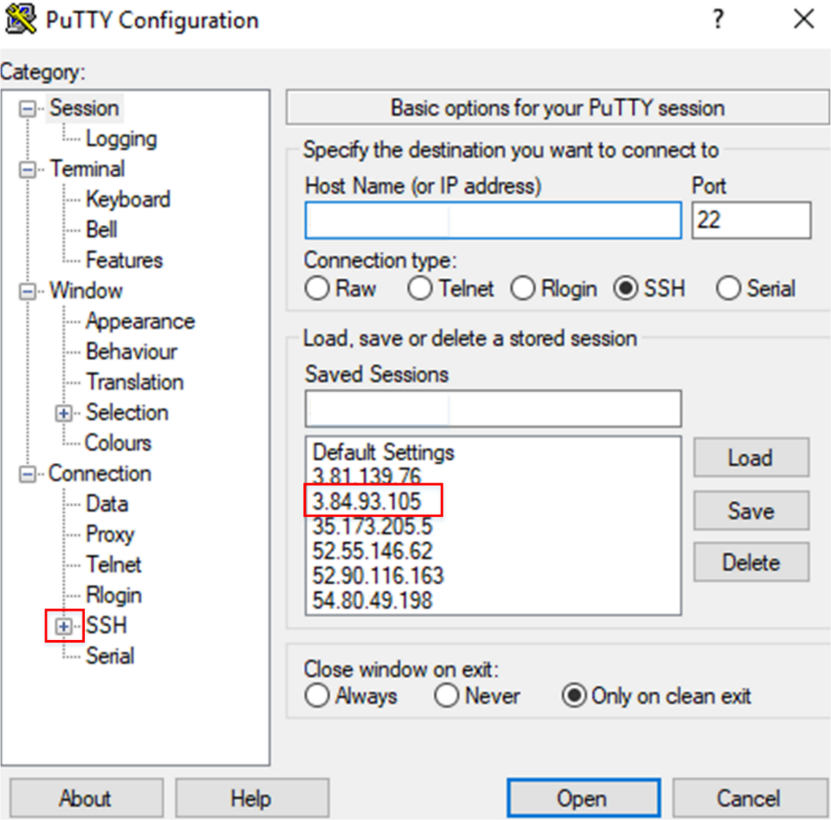 PuTTY Configuration ? ×
Category:
Session
Logging
Terminal
Keyboard
Bell
Features
Window
Appearance
Behaviour
Translation
Selection
Colours
Connection
Data
Proxy
Telnet
Rlogin
SSH
Serial
Basic options for your PuTTY session
Specify the destination you want to connect to
Host Name (or IP address) Port
22
Connection type:
Raw Telnet Rlogin SSH Serial
Load, save or delete a stored session
Saved Sessions
Default Settings
3.81.139.76
3.84.93.105
35.173.205.5
52.55.146.62
52.90.116.163
54.80.49.198
Load
Save
Delete
Close window on exit:
Always Never Only on clean exit
About Help Open Cancel